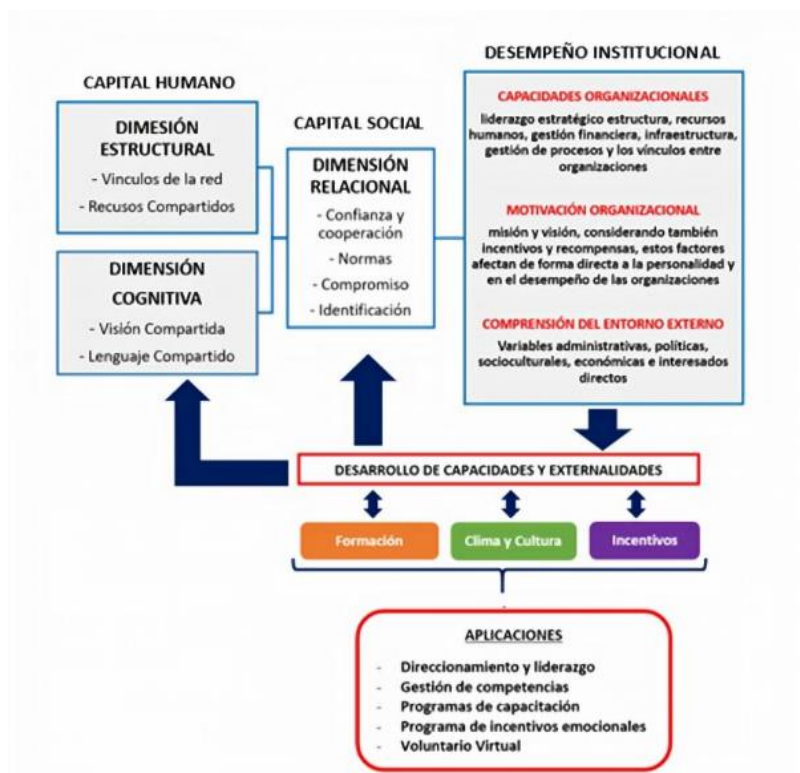 CAPITAL HUMANO
DIMESIÓN
ESTRUCTURAL
- Vinculos de la red
- Recusos Compartidos
DIMENSIÓN
COGNITIVA
- Visión Compartida
- Lenguaje Compartido
CAPITAL SOCIAL
DIMENSIÓN
RELACIONAL
- Confianza y
cooperación
- Normas
- Compromiso
- Identificación
DESEMPEÑO INSTITUCIONAL
CAPACIDADES ORGANIZACIONALES
liderazgo estratégico estructura, recursos
humanos, gestión financiera, infraestructura,
gestión de procesos y los vínculos entre
organizaciones
MOTIVACIÓN ORGANIZACIONAL
misión y visión, considerando también
incentivos y recompensas, estos factores
afectan de forma directa a la personalidad y
en el desempeño de las organizaciones
COMPRENSIÓN DEL ENTORNO EXTERNO
Variables administrativas, políticas,
socioculturales, económicas e interesados
directos
DESARROLLO DE CAPACIDADES Y EXTERNALIDADES
Formación
Clima y Cultura
Incentivos
APLICACIONES
- Direccionamiento y liderazgo
- Gestión de competencias
- Programas de capacitación
- Programa de incentivos emocionales
- Voluntario Virtual